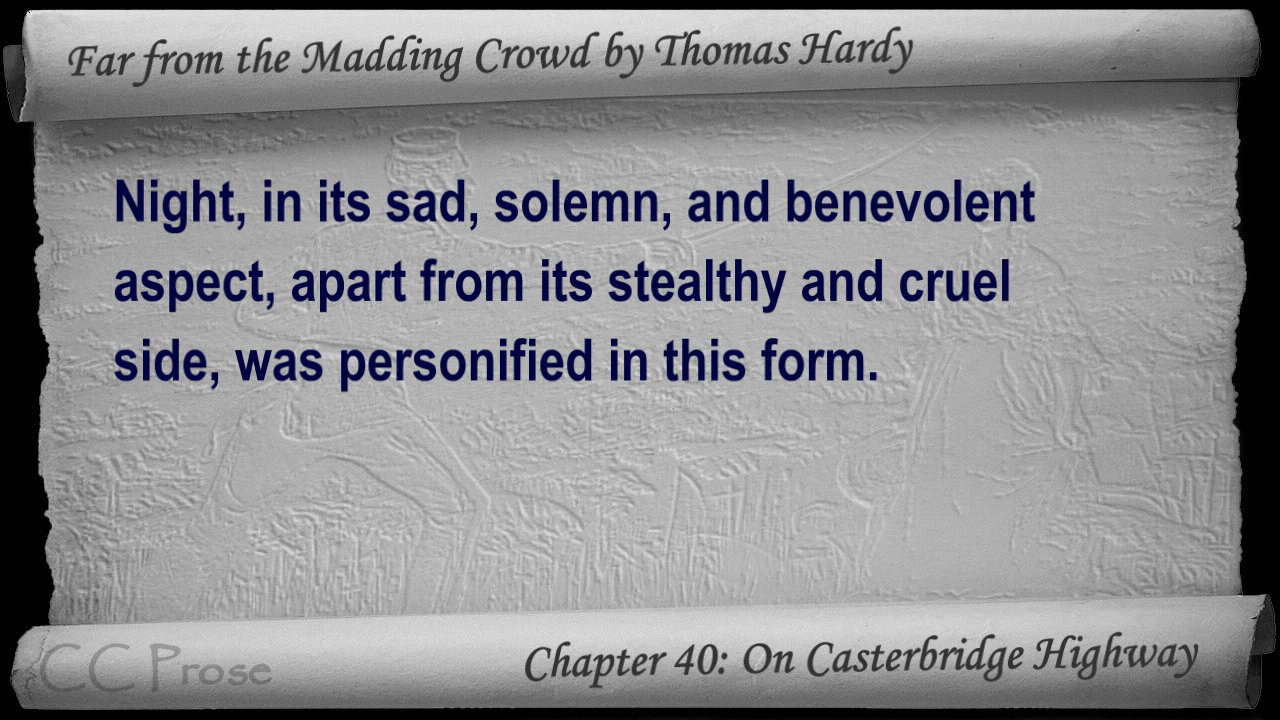 Far from the Madding Crowd by Thomas Hardy
Night, in its sad, solemn, and benevolent
aspect, apart from its stealthy and cruel
side, was personified in this form.
CC Prose
Chapter 40: On Casterbridge Highway